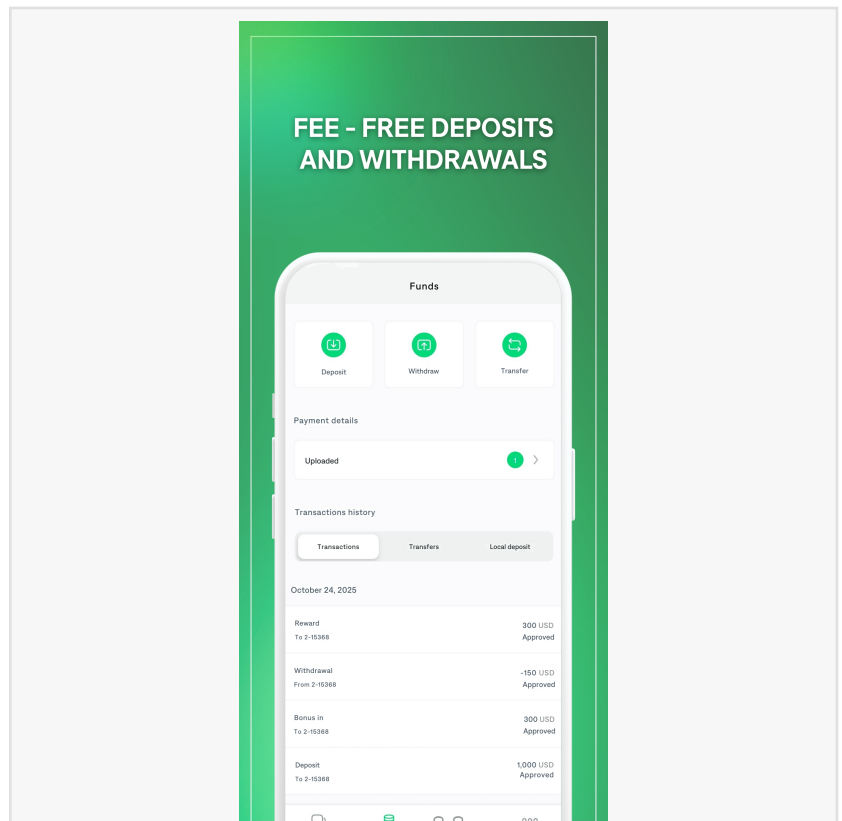 FEE - FREE DEPOSITS
AND WITHDRAWALS
Funds
Deposit
Withdraw
Transfer
Payment details
Uploaded
1
Transactions history
Transactions
Transfers
Local deposit
October 24, 2025
Reward
300 USD
To 2-15368
Approved
Withdrawal
-150 USD
From 2-15368
Approved
Bonus in
300 USD
To 2-15368
Approved
Deposit
1,000 USD
To 2-15368
Approved